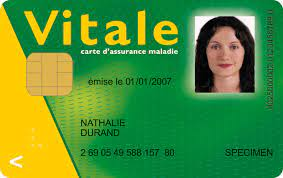 Vitale
carte d'assurance maladie
émise le 01/01/2007
NATHALIE
DURAND
2 69 05 49 588 157 80
SPECIMEN